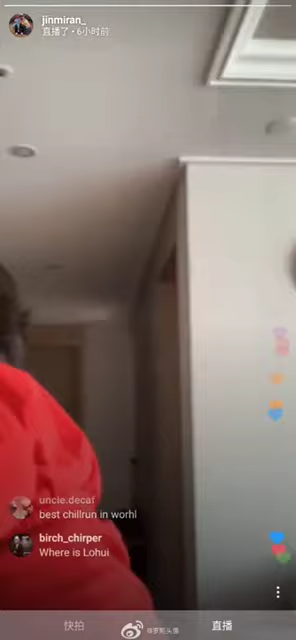 jinmiran_
直播了 • 6小时前
uncle.decaf
best chillrun in worhl
birch_chirper
Where is Lohui
快拍
直播